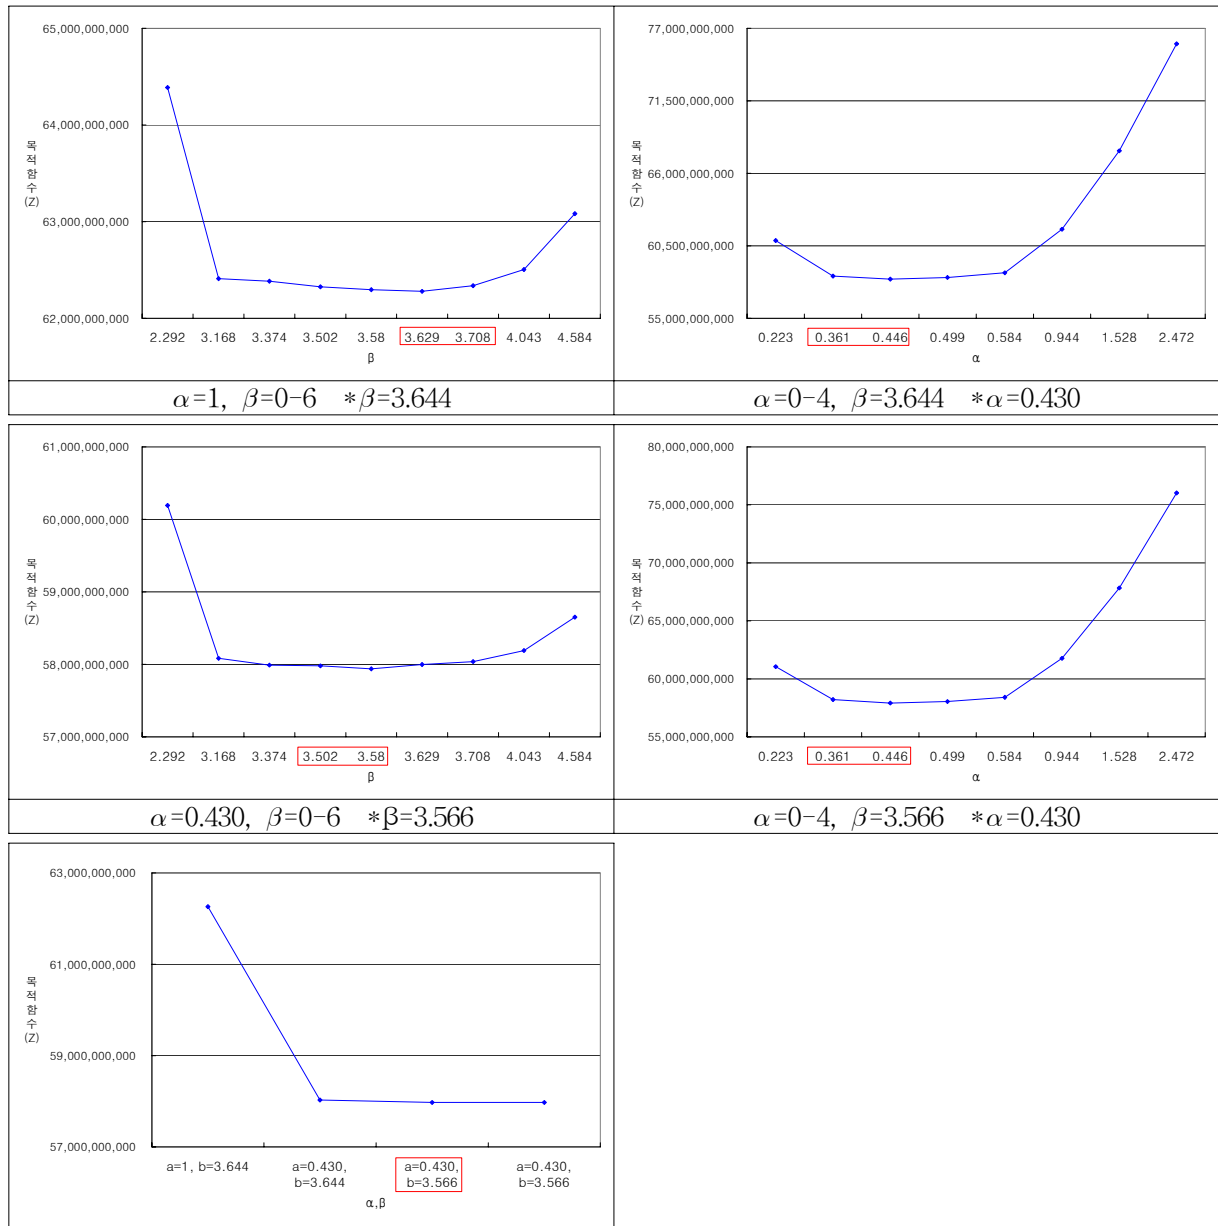 65,000,000,000
64,000,000,000
63,000,000,000
62,000,000,000
목
적
함
수
(Z)
2.292 3.168 3.374 3.502 3.58 3.629 3.708 4.043 4.584
β
77,000,000,000
71,500,000,000
66,000,000,000
60,500,000,000
55,000,000,000
목
적
함
수
(Z)
0.223 0.361 0.446 0.499 0.584 0.944 1.528 2.472
α
α=1, β=0-6 *β=3.644
α=0-4, β=3.644 *α=0.430
61,000,000,000
60,000,000,000
59,000,000,000
58,000,000,000
57,000,000,000
목
적
함
수
(Z)
2.292 3.168 3.374 3.502 3.58 3.629 3.708 4.043 4.584
β
80,000,000,000
75,000,000,000
70,000,000,000
65,000,000,000
60,000,000,000
55,000,000,000
목
적
함
수
(Z)
0.223 0.361 0.446 0.499 0.584 0.944 1.528 2.472
α
α=0.430, β=0-6 *β=3.566
α=0-4, β=3.566 *α=0.430
63,000,000,000
61,000,000,000
59,000,000,000
57,000,000,000
목
적
함
수
(Z)
a=1, b=3.644
a=0.430,
b=3.644
a=0.430,
b=3.566
a=0.430,
b=3.566
α,β